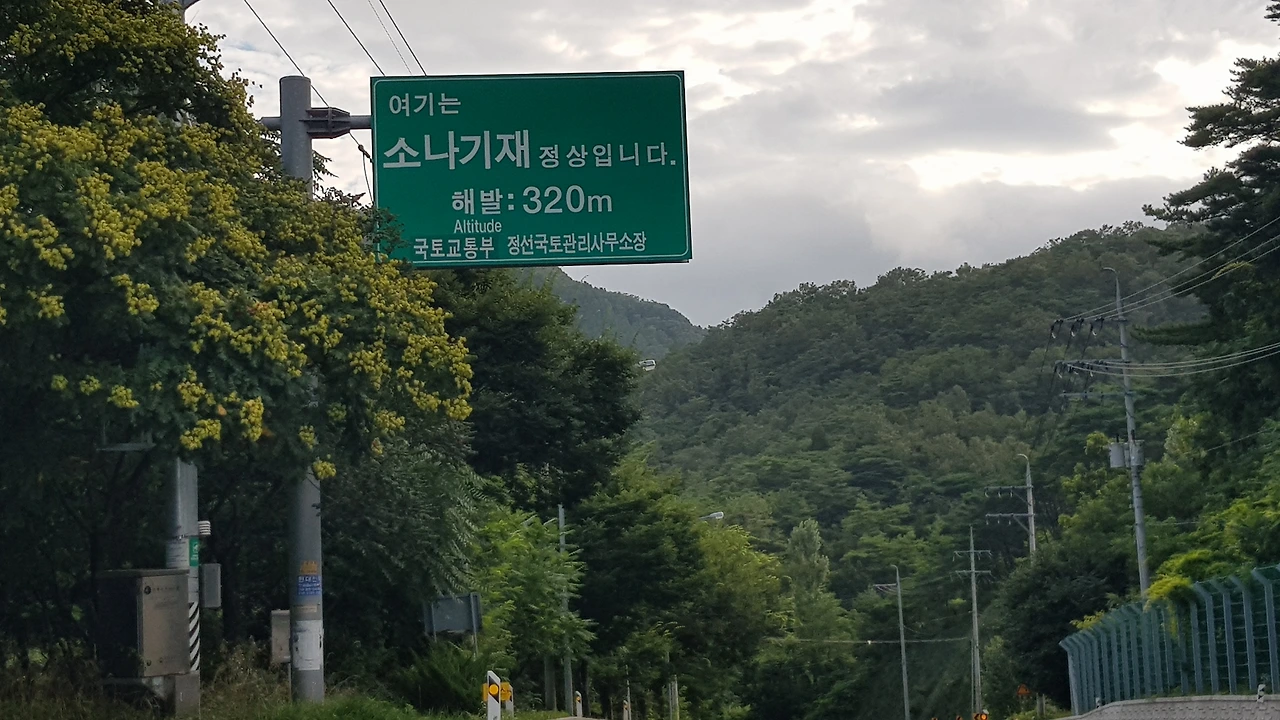 여기는
소나기재 정상입니다.
해발: 320m
Altitude
국토교통부 정선국토관리사무소장